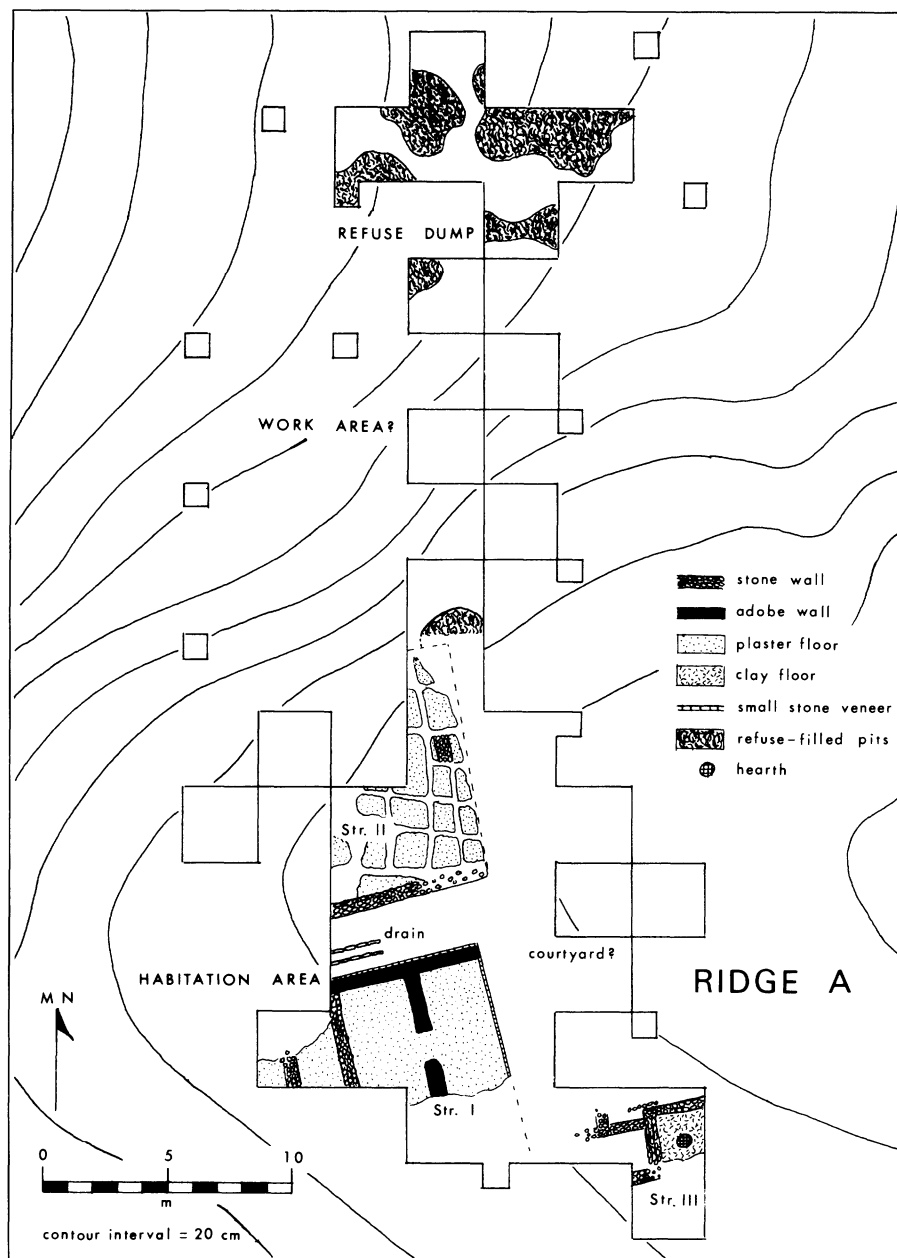 REFUSE DUMP
WORK AREA?
stone wall
adobe wall
plaster floor
clay floor
small stone veneer
refuse-filled pits
hearth
Str. II
drain
courtyard?
HABITATION AREA
RIDGE A
M N
Str. I
Str. III
0 5 10
m
contour interval = 20 cm